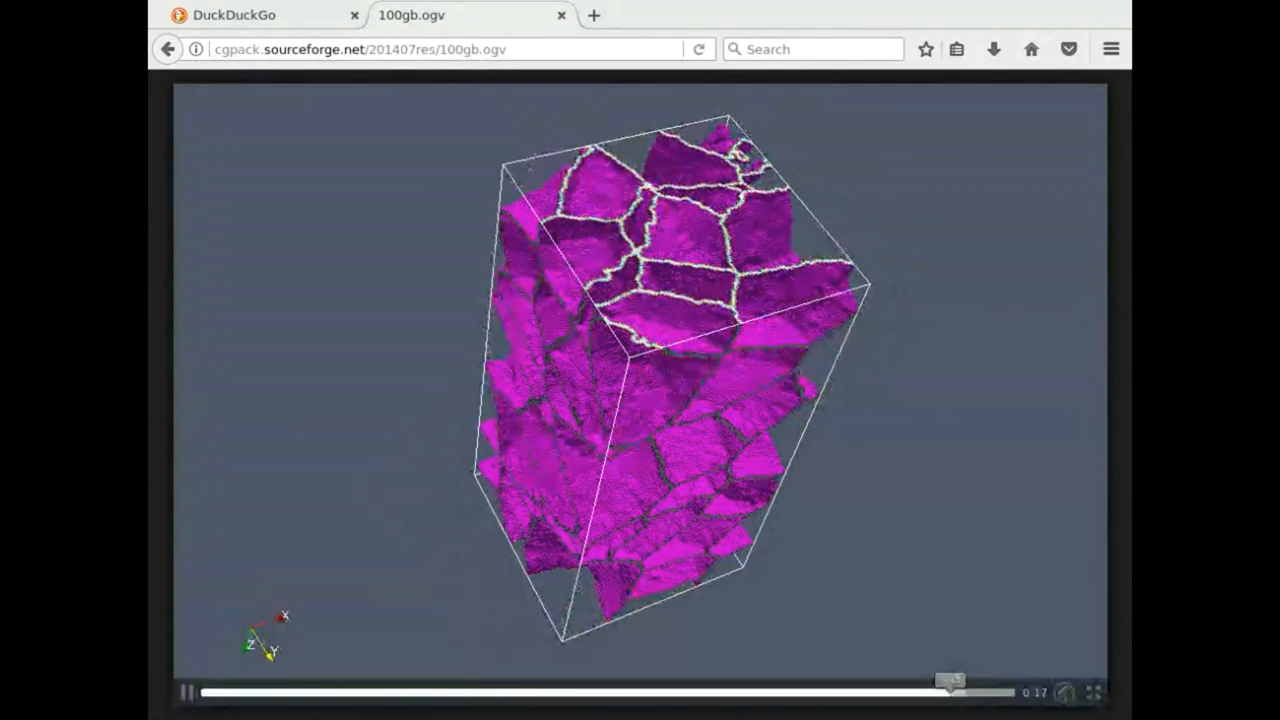 DuckDuckGo
100gb.ogv
cgpack.sourceforge.net/201407res/100gb.ogv
Search
X
Z
Y
0:17